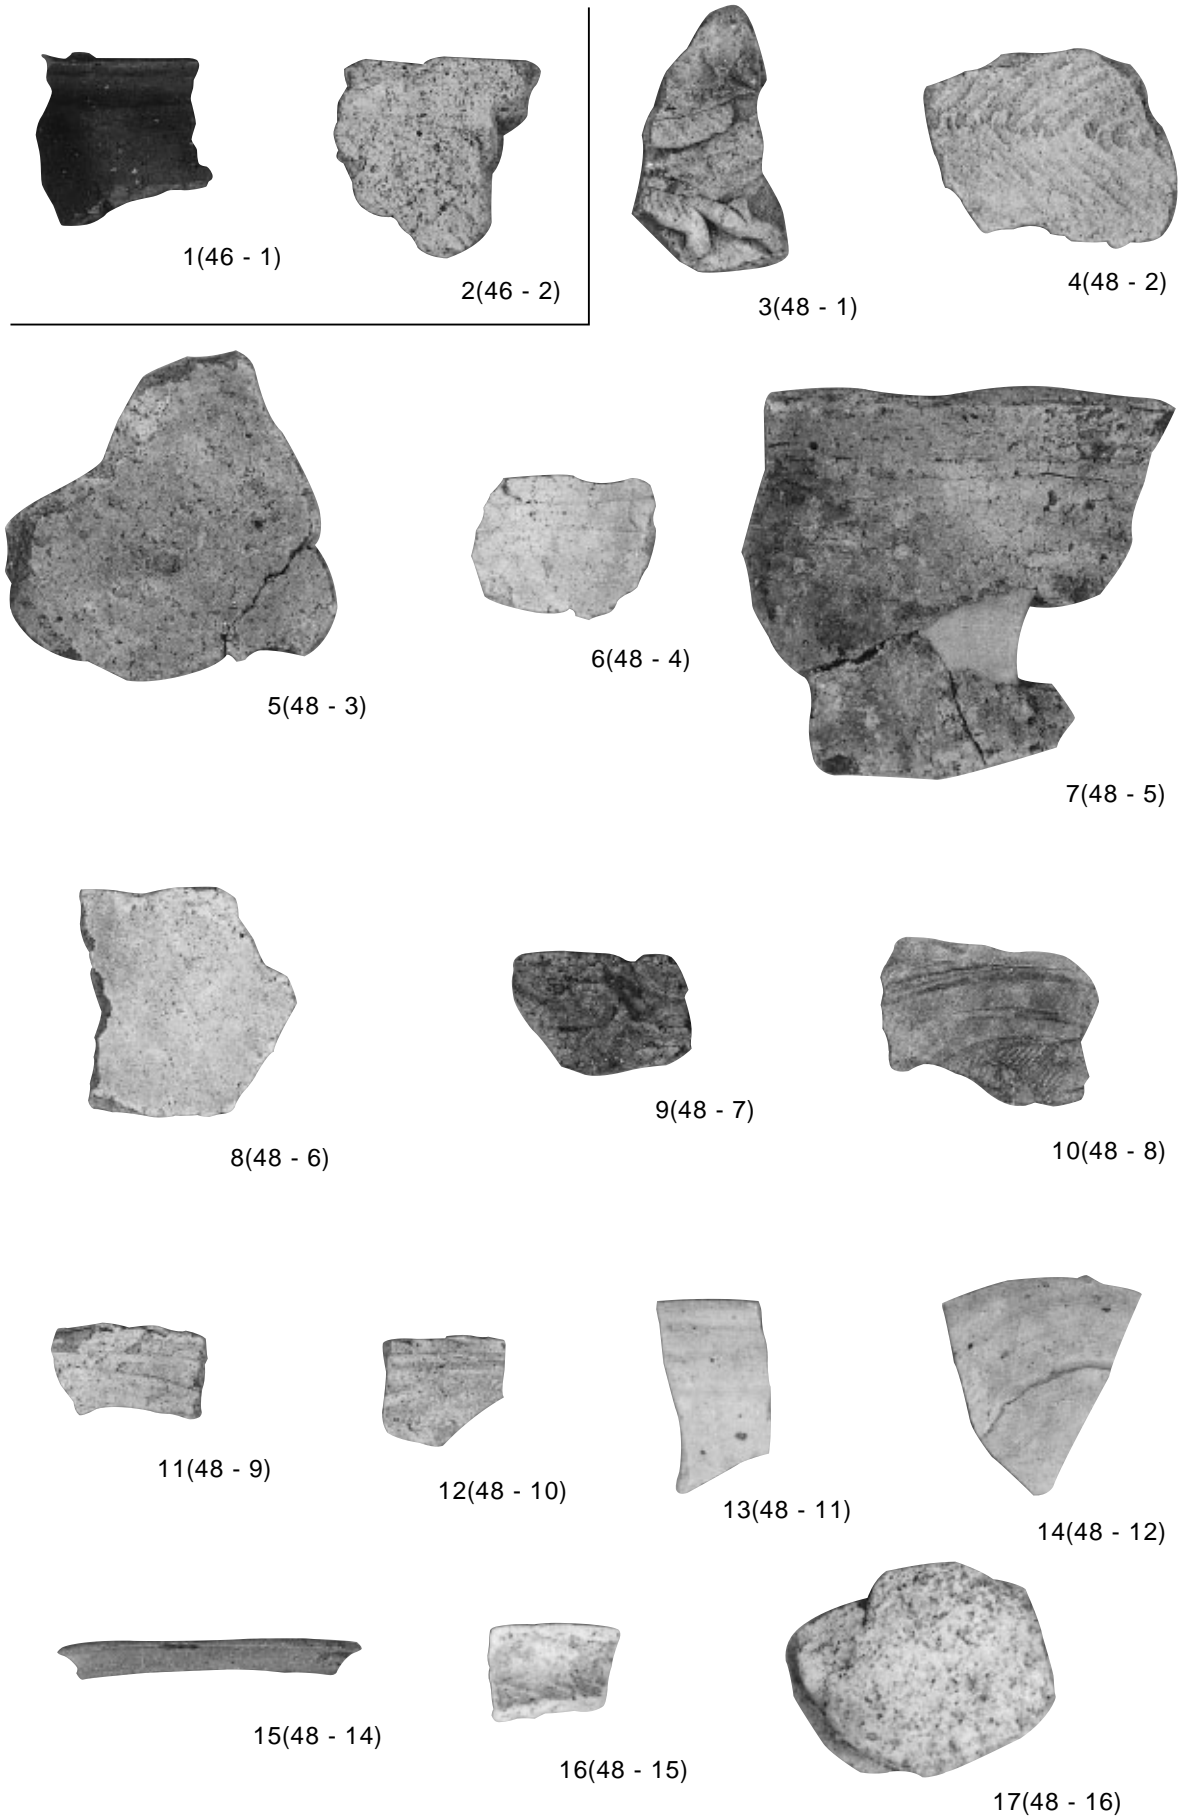 1(46 - 1)
2(46 - 2)
3(48 - 1)
4(48 - 2)
5(48 - 3)
6(48 - 4)
7(48 - 5)
8(48 - 6)
9(48 - 7)
10(48 - 8)
11(48 - 9)
12(48 - 10)
13(48 - 11)
14(48 - 12)
15(48 - 14)
16(48 - 15)
17(48 - 16)